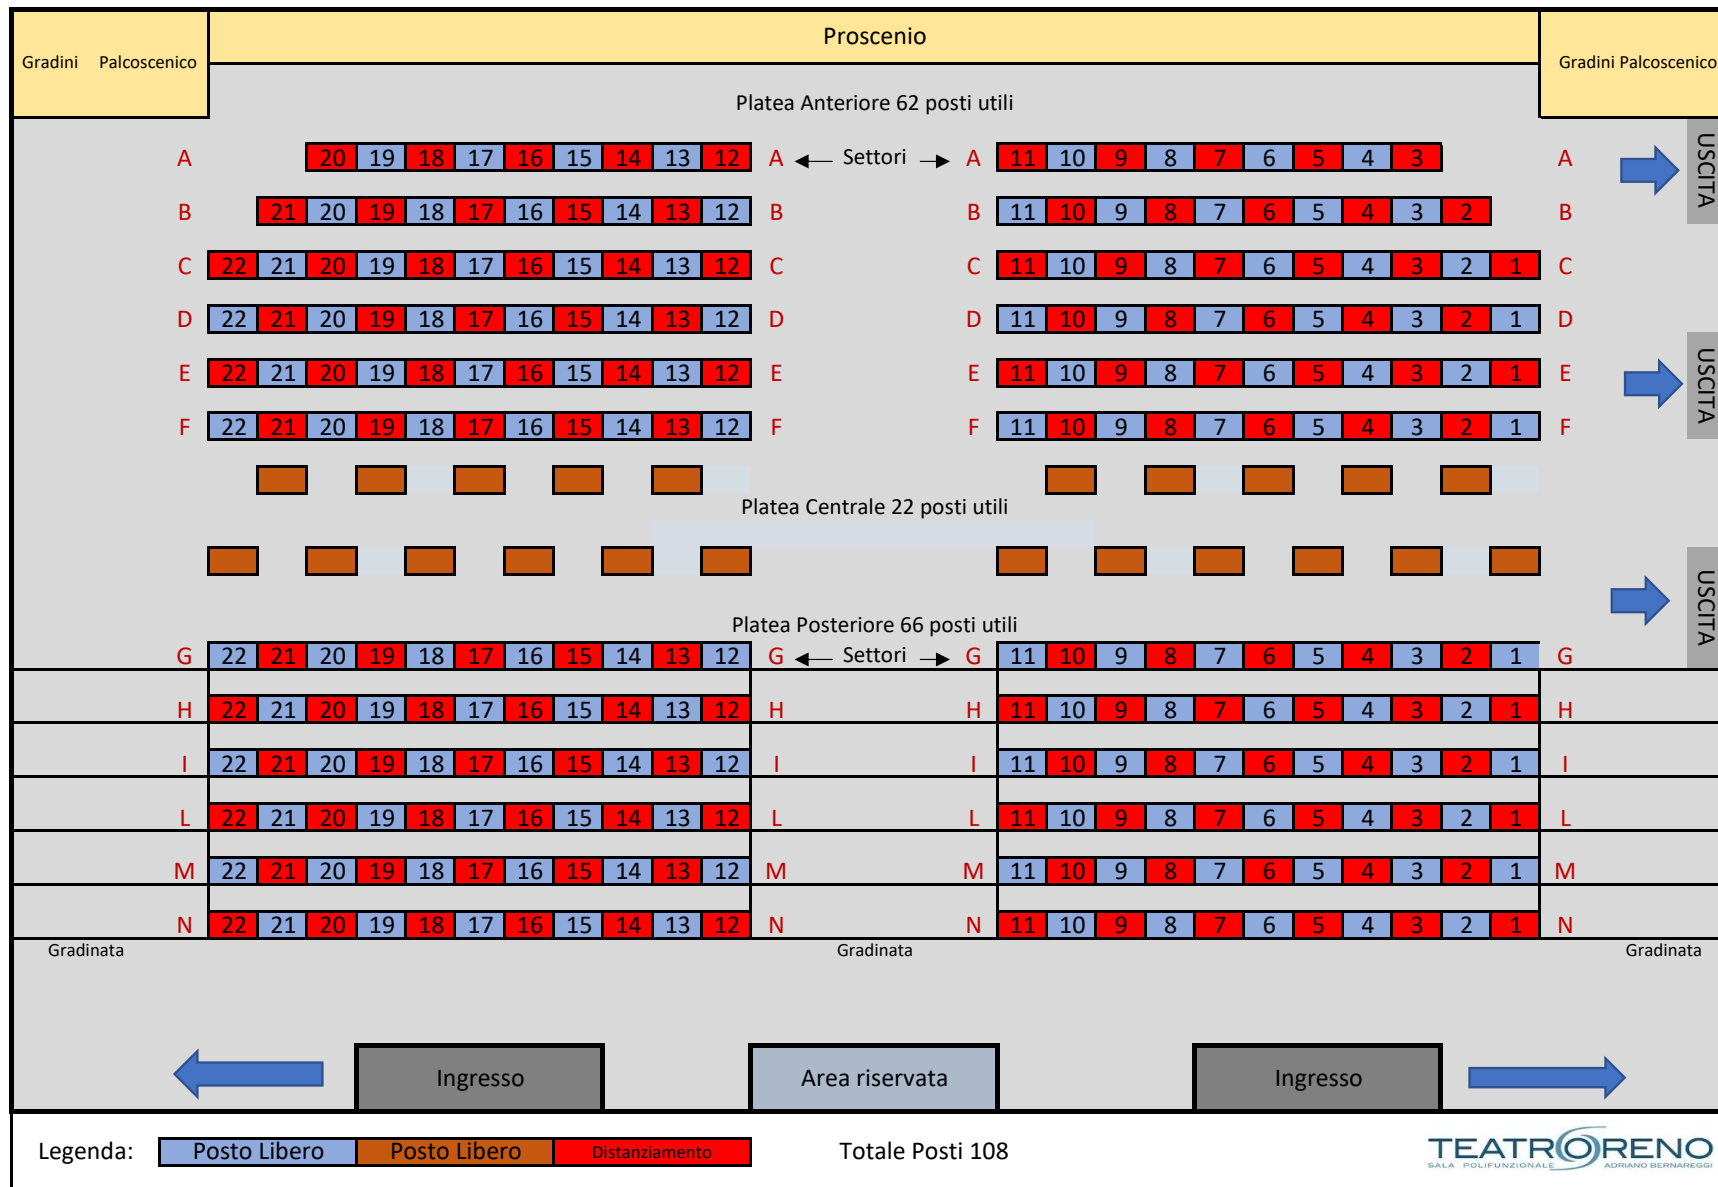 Proscenio
Gradini Palcoscenico
Gradini Palcoscenico
Platea Anteriore 62 posti utili
A 20 19 18 17 16 15 14 13 12 A Settori A 11 10 9 8 7 6 5 4 3 A
USCITA
B 21 20 19 18 17 16 15 14 13 12 B B 11 10 9 8 7 6 5 4 3 2 B
C 22 21 20 19 18 17 16 15 14 13 12 C C 11 10 9 8 7 6 5 4 3 2 1 C
D 22 21 20 19 18 17 16 15 14 13 12 D D 11 10 9 8 7 6 5 4 3 2 1 D
E 22 21 20 19 18 17 16 15 14 13 12 E E 11 10 9 8 7 6 5 4 3 2 1 E
USCITA
F 22 21 20 19 18 17 16 15 14 13 12 F F 11 10 9 8 7 6 5 4 3 2 1 F
Platea Centrale 22 posti utili
USCITA
Platea Posteriore 66 posti utili
G 22 21 20 19 18 17 16 15 14 13 12 G Settori G 11 10 9 8 7 6 5 4 3 2 1 G
H 22 21 20 19 18 17 16 15 14 13 12 H H 11 10 9 8 7 6 5 4 3 2 1 H
I 22 21 20 19 18 17 16 15 14 13 12 I I 11 10 9 8 7 6 5 4 3 2 1 I
L 22 21 20 19 18 17 16 15 14 13 12 L L 11 10 9 8 7 6 5 4 3 2 1 L
M 22 21 20 19 18 17 16 15 14 13 12 M M 11 10 9 8 7 6 5 4 3 2 1 M
N 22 21 20 19 18 17 16 15 14 13 12 N N 11 10 9 8 7 6 5 4 3 2 1 N
Gradinata Gradinata Gradinata
Ingresso Area riservata Ingresso
Legenda: Posto Libero Posto Libero Distanziamento Totale Posti 108
TEATRORENO
SALA POLIFUNZIONALE ADRIANO BERNAREGGI